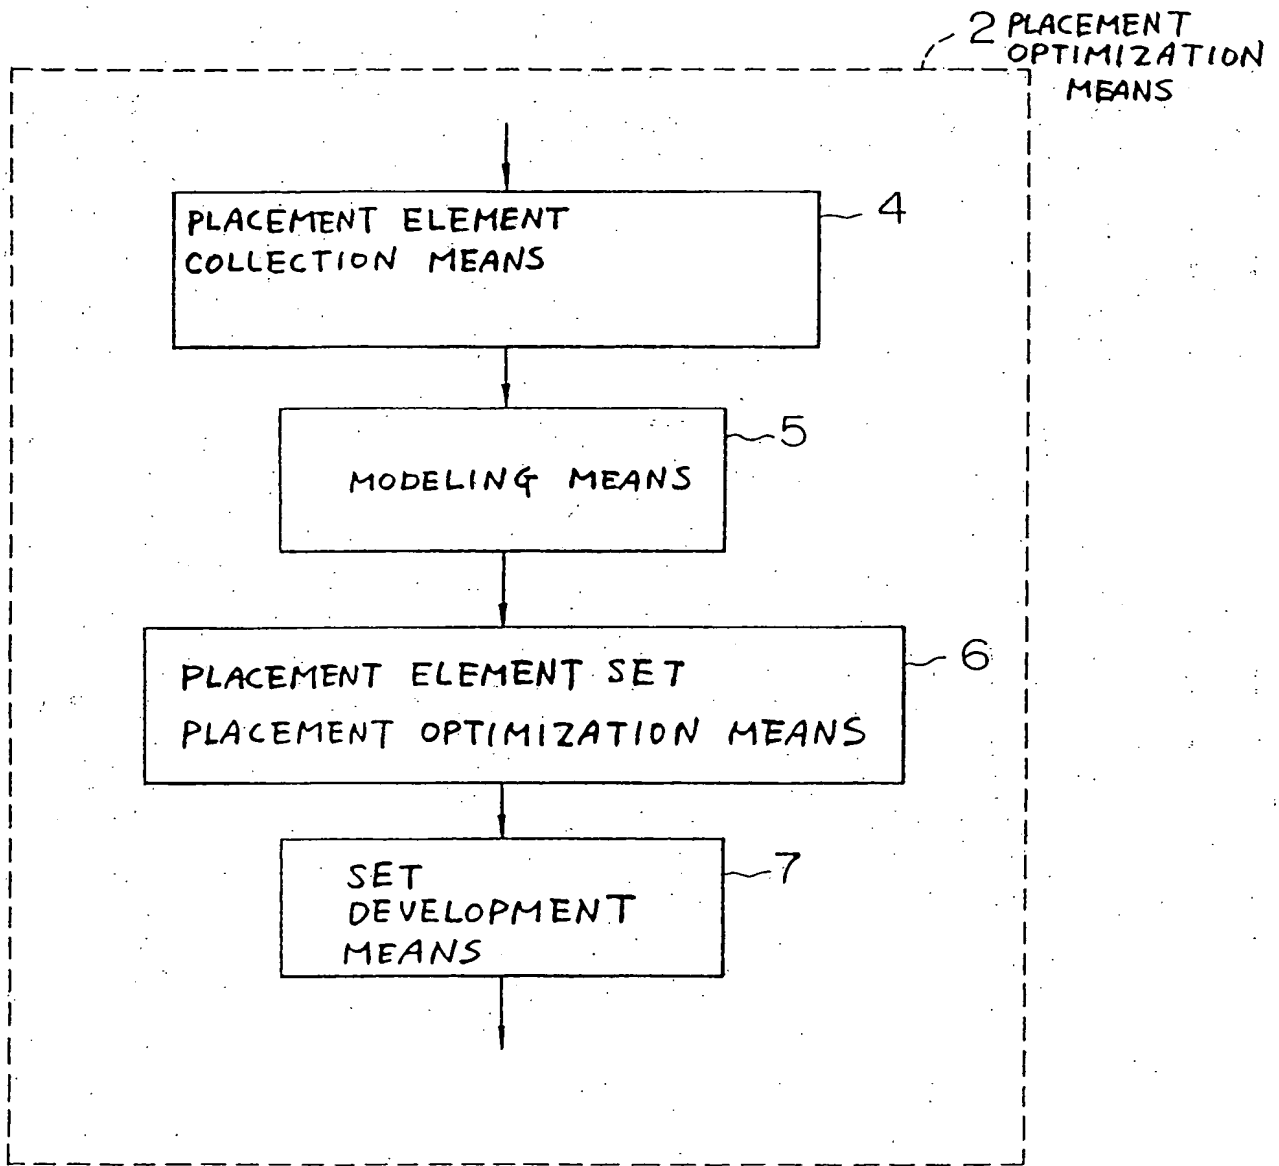 2 PLACEMENT
OPTIMIZATION
MEANS
PLACEMENT ELEMENT
COLLECTION MEANS
4
MODELING MEANS
5
PLACEMENT ELEMENT SET
PLACEMENT OPTIMIZATION MEANS
6
SET
DEVELOPMENT
MEANS
7